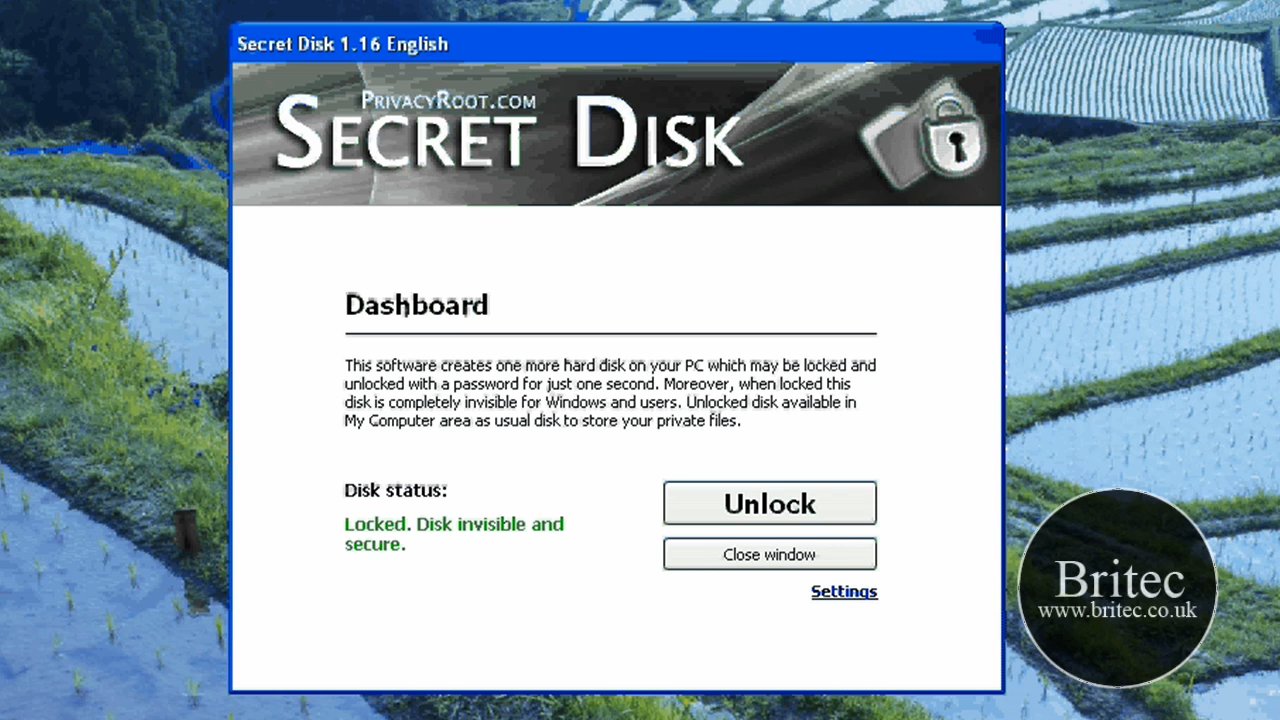 Secret Disk 1.16 English
PRIVACYROOT.COM
SECRET DISK
Dashboard
This software creates one more hard disk on your PC which may be locked and
unlocked with a password for just one second. Moreover, when locked this
disk is completely invisible for Windows and users. Unlocked disk available in
My Computer area as usual disk to store your private files.
Disk status:
Locked. Disk invisible and
secure.
Unlock
Close window
Settings
Britec
www.britec.co.uk